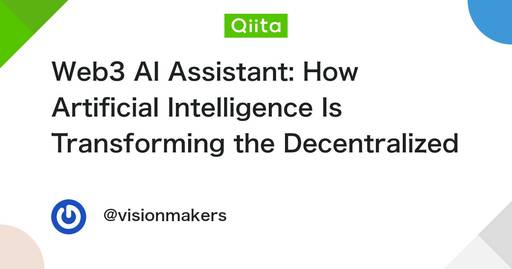 Qiita
Web3 AI Assistant: How
Artificial Intelligence Is
Transforming the Decentralized
@visionmakers